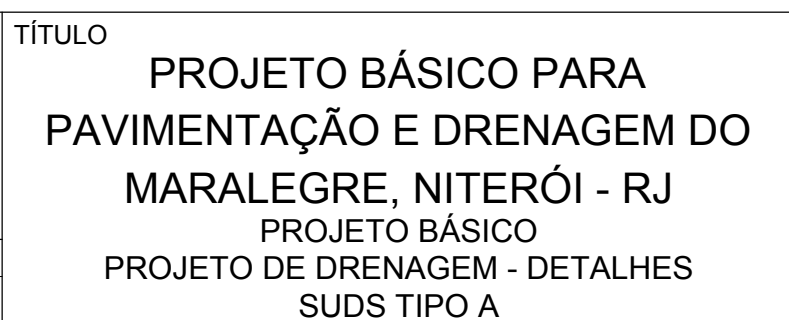 TÍTULO
PROJETO BÁSICO PARA
PAVIMENTAÇÃO E DRENAGEM DO
MARALEGRE, NITERÓI - RJ
PROJETO BÁSICO
PROJETO DE DRENAGEM - DETALHES
SUDS TIPO A